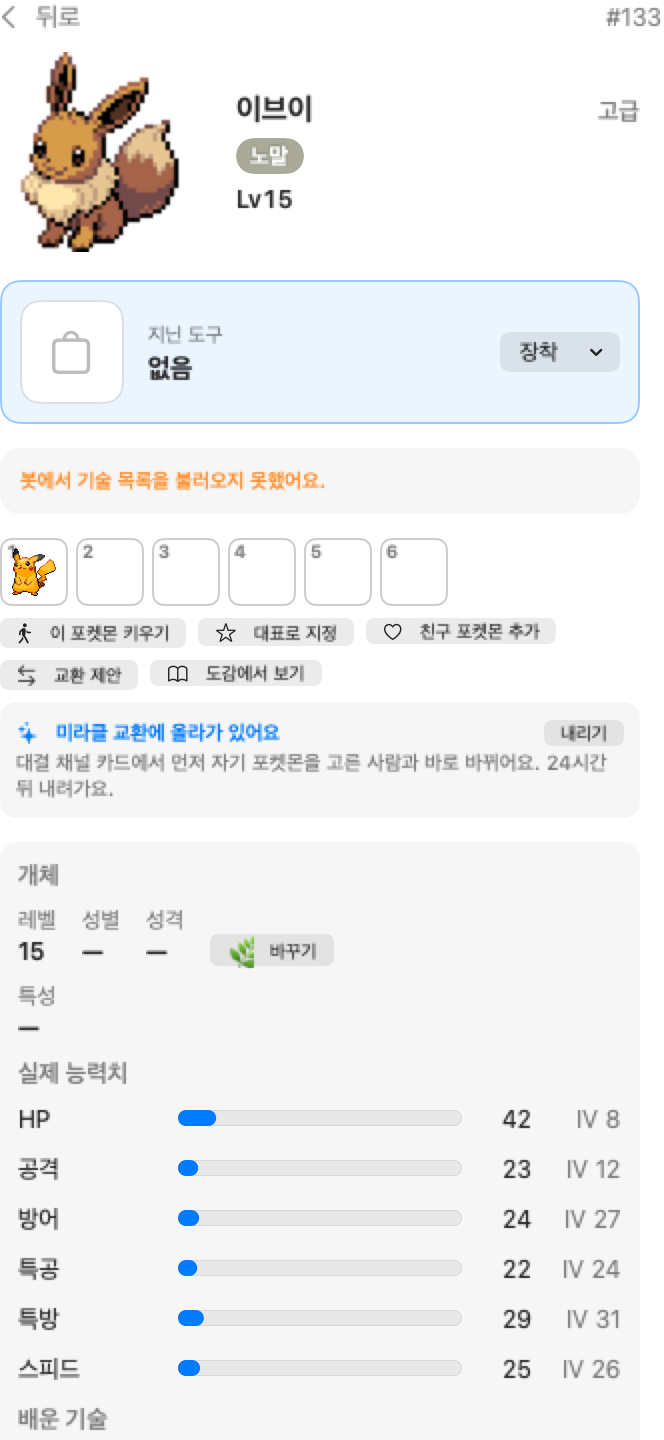 뒤로
#133
이브이
고급
노말
Lv15
지닌 도구
없음
장착
봇에서 기술 목록을 불러오지 못했어요.
2 3 4 5 6
이 포켓몬 키우기 대표로 지정 친구 포켓몬 추가
교환 제안 도감에서 보기
미라클 교환에 올라가 있어요
내리기
대결 채널 카드에서 먼저 자기 포켓몬을 고른 사람과 바로 바뀌어요. 24시간
뒤 내려가요.
개체
레벨 성별 성격
15 — — 바꾸기
특성
—
실제 능력치
HP 42 IV 8
공격 23 IV 12
방어 24 IV 27
특공 22 IV 24
특방 29 IV 31
스피드 25 IV 26
배운 기술